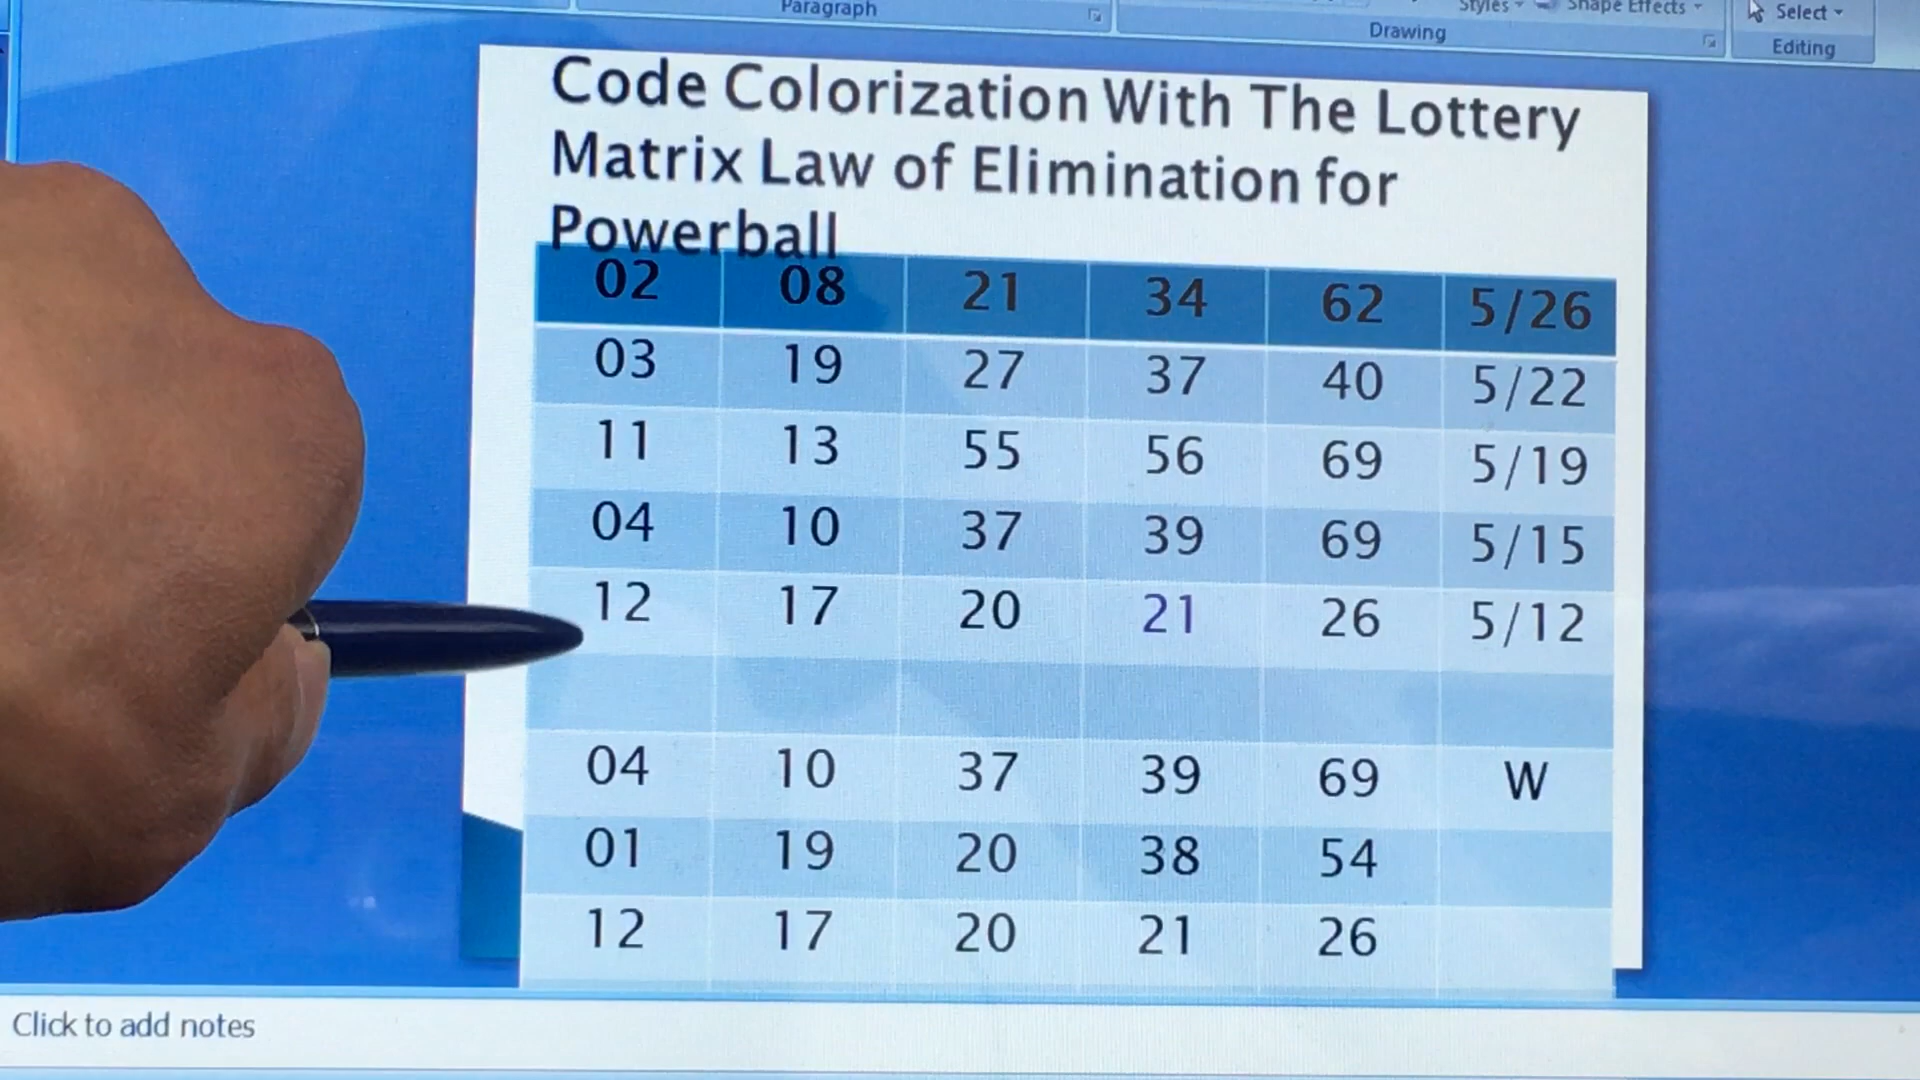 Paragraph
Styles
Shape Effects
Select
Drawing
Editing
Code Colorization With The Lottery
Matrix Law of Elimination for
Powerball
02 08 21 34 62 5/26
03 19 27 37 40 5/22
11 13 55 56 69 5/19
04 10 37 39 69 5/15
12 17 20 21 26 5/12
04 10 37 39 69 W
01 19 20 38 54
12 17 20 21 26
Click to add notes